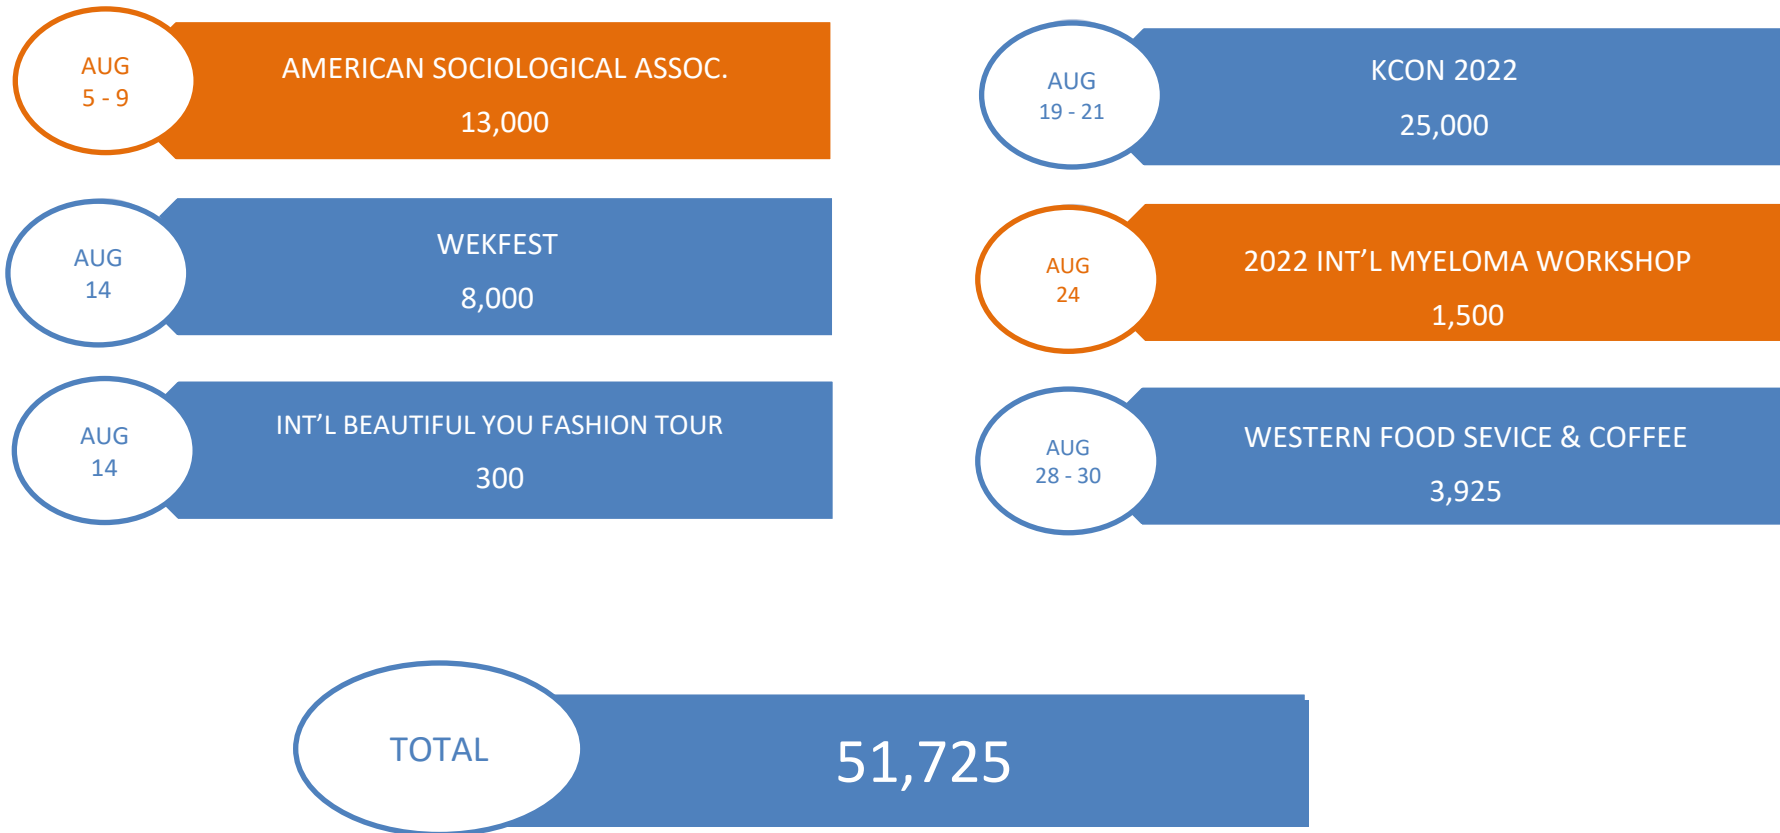 AUG
5 - 9
AMERICAN SOCIOLOGICAL ASSOC.
13,000
AUG
14
WEKFEST
8,000
AUG
14
INT’L BEAUTIFUL YOU FASHION TOUR
300
AUG
19 - 21
KCON 2022
25,000
AUG
24
2022 INT’L MYELOMA WORKSHOP
1,500
AUG
28 - 30
WESTERN FOOD SEVICE & COFFEE
3,925
TOTAL
51,725